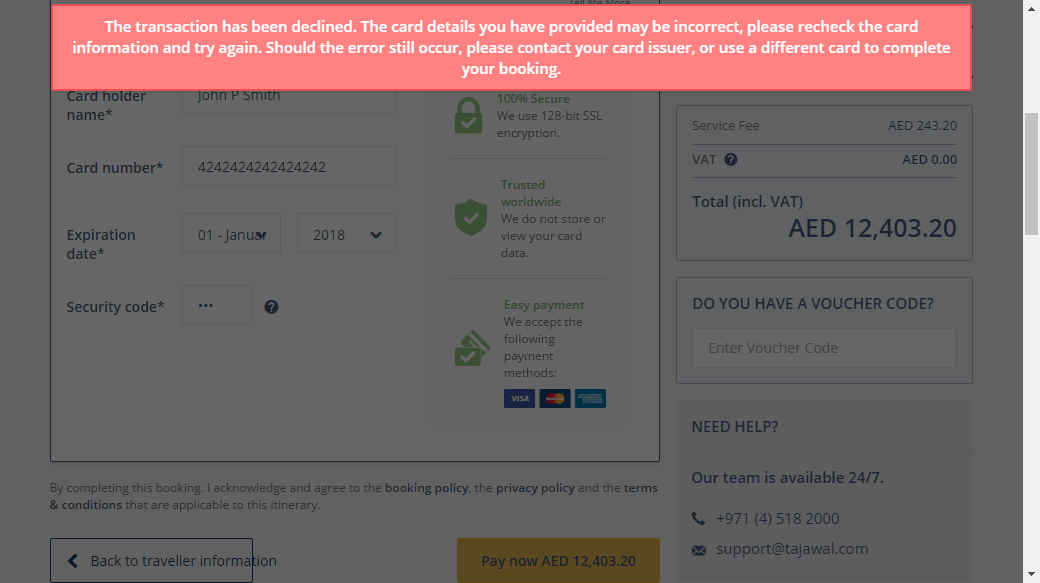 Tell Me More
The transaction has been declined. The card details you have provided may be incorrect, please recheck the card
information and try again. Should the error still occur, please contact your card issuer, or use a different card to complete
your booking.
Card holder
name*
John P Smith
Card number*
4242424242424242
Expiration
date*
01 - Januar
2018
Security code*
•••
?
100% Secure
We use 128-bit SSL
encryption.
Trusted
worldwide
We do not store or
view your card
data.
Easy payment
We accept the
following
payment
methods:
VISA
Service Fee AED 243.20
VAT ? AED 0.00
Total (incl. VAT)
AED 12,403.20
DO YOU HAVE A VOUCHER CODE?
Enter Voucher Code
NEED HELP?
Our team is available 24/7.
+971 (4) 518 2000
support@tajawal.com
By completing this booking. I acknowledge and agree to the booking policy, the privacy policy and the terms
& conditions that are applicable to this itinerary.
Back to traveller information
Pay now AED 12,403.20